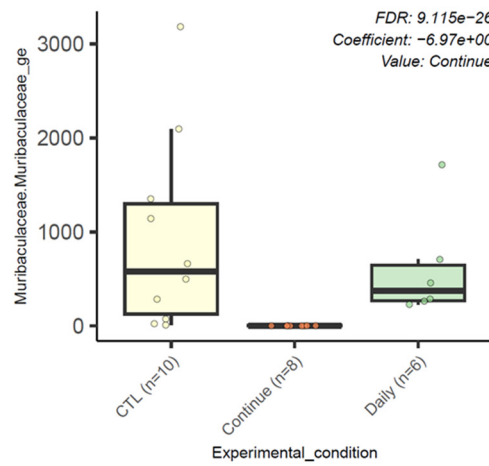 FDR: 9.115e−26
Coefficient: −6.97e+00
Value: Continue
Muribaculaceae.Muribaculaceae_ge
3000
2000
1000
0
CTL (n=10)
Continue (n=8)
Daily (n=6)
Experimental_condition